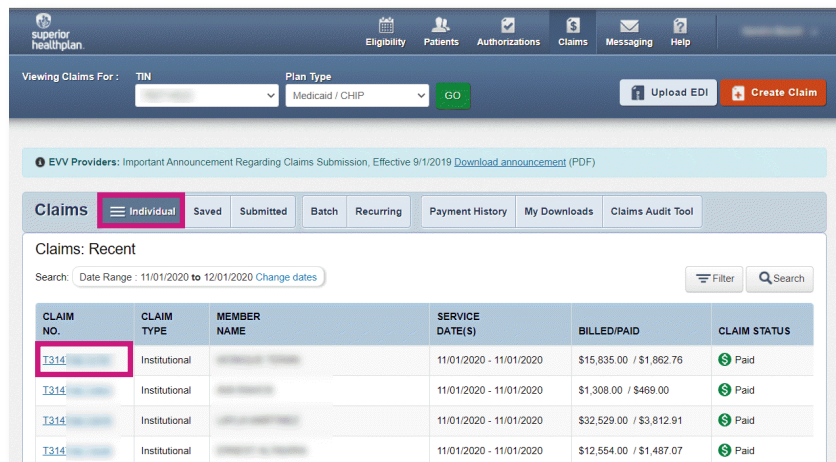 superior
healthplan.
Eligibility Patients Authorizations Claims Messaging Help
Viewing Claims For : TIN Plan Type
Medicaid / CHIP GO Upload EDI Create Claim
EVV Providers: Important Announcement Regarding Claims Submission, Effective 9/1/2019 Download announcement (PDF)
Claims Individual Saved Submitted Batch Recurring Payment History My Downloads Claims Audit Tool
Claims: Recent
Search: Date Range : 11/01/2020 to 12/01/2020 Change dates Filter Search
CLAIM NO. CLAIM TYPE MEMBER NAME SERVICE DATE(S) BILLED/PAID CLAIM STATUS
T314 Institutional 11/01/2020 - 11/01/2020 $15,835.00 / $1,862.76 Paid
T314 Institutional 11/01/2020 - 11/01/2020 $1,308.00 / $469.00 Paid
T314 Institutional 11/01/2020 - 11/01/2020 $32,529.00 / $3,812.91 Paid
T314 Institutional 11/01/2020 - 11/01/2020 $12,554.00 / $1,487.07 Paid